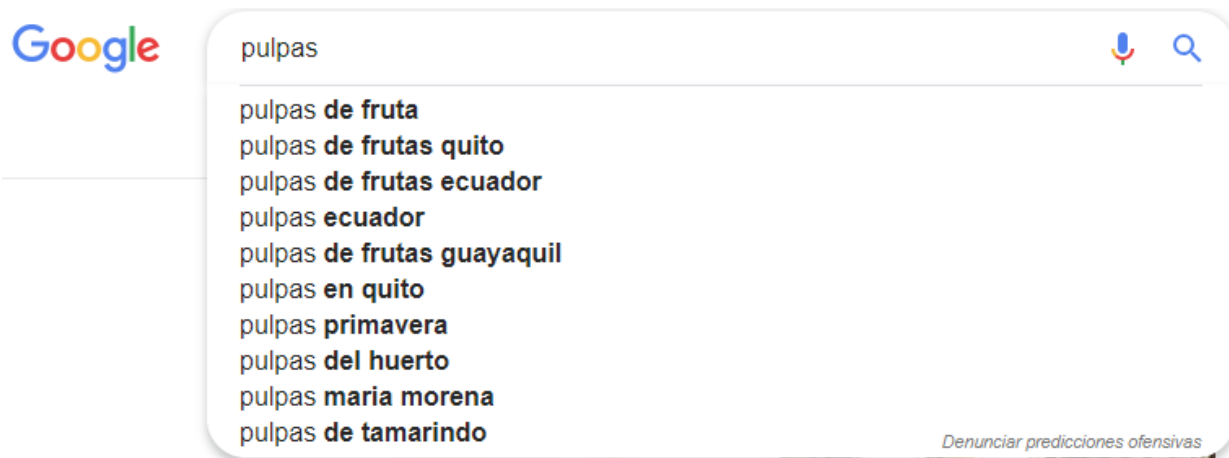 Google
pulpas
pulpas de fruta
pulpas de frutas quito
pulpas de frutas ecuador
pulpas ecuador
pulpas de frutas guayaquil
pulpas en quito
pulpas primavera
pulpas del huerto
pulpas maria morena
pulpas de tamarindo
Denunciar predicciones ofensivas